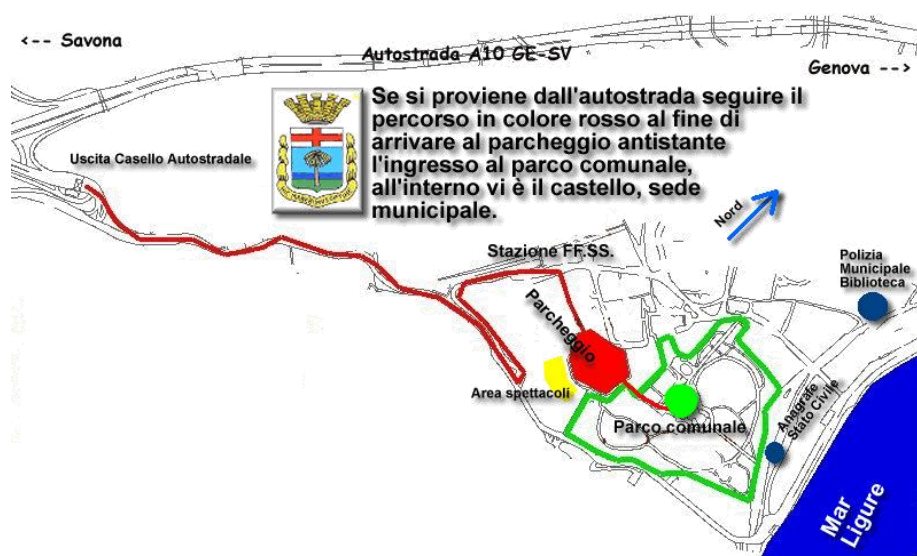 <-- Savona
Autostrada A10 GE-SV
Genova -->
Se si proviene dall'autostrada seguire il
percorso in colore rosso al fine di
arrivare al parcheggio antistante
l'ingresso al parco comunale,
all'interno vi è il castello, sede
municipale.
Uscita Casello Autostradale
Nord
Stazione FF.SS.
Polizia
Municipale
Biblioteca
Parcheggio
Area spettacoli
Parco comunale
Anagrafe
Stato Civile
Mar
Ligure